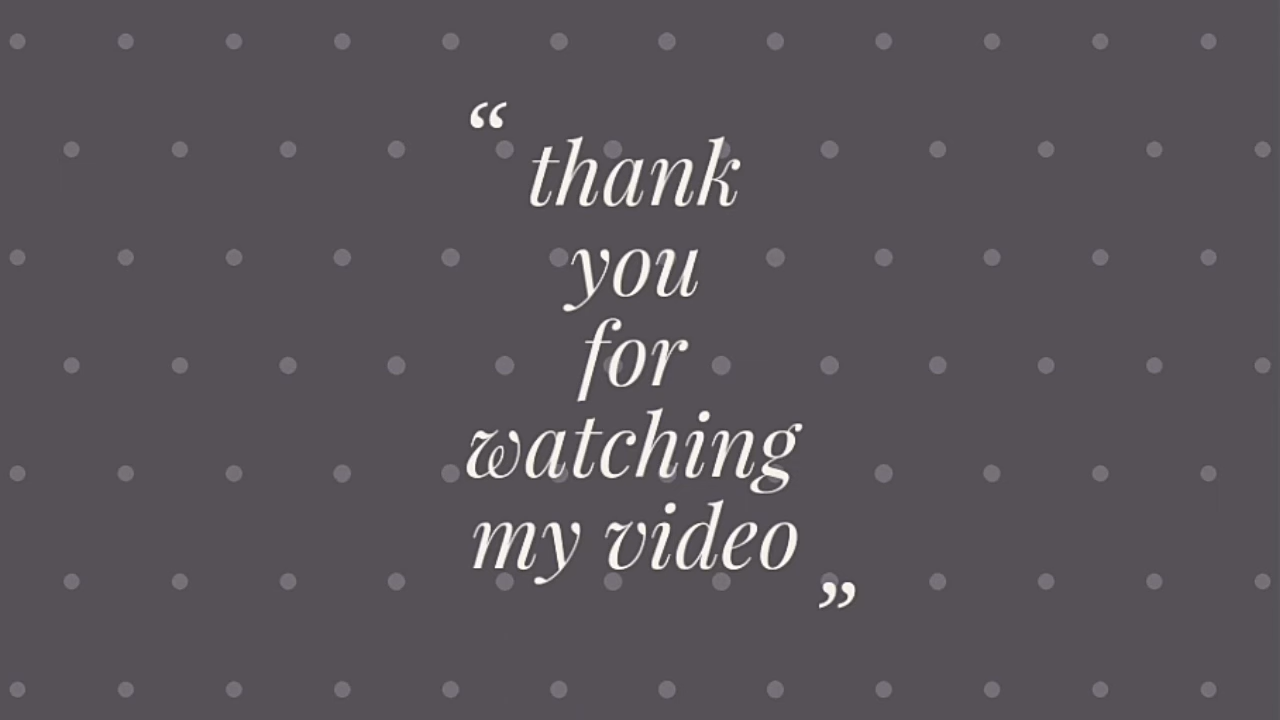 “ thank
you
for
watching
my video ”